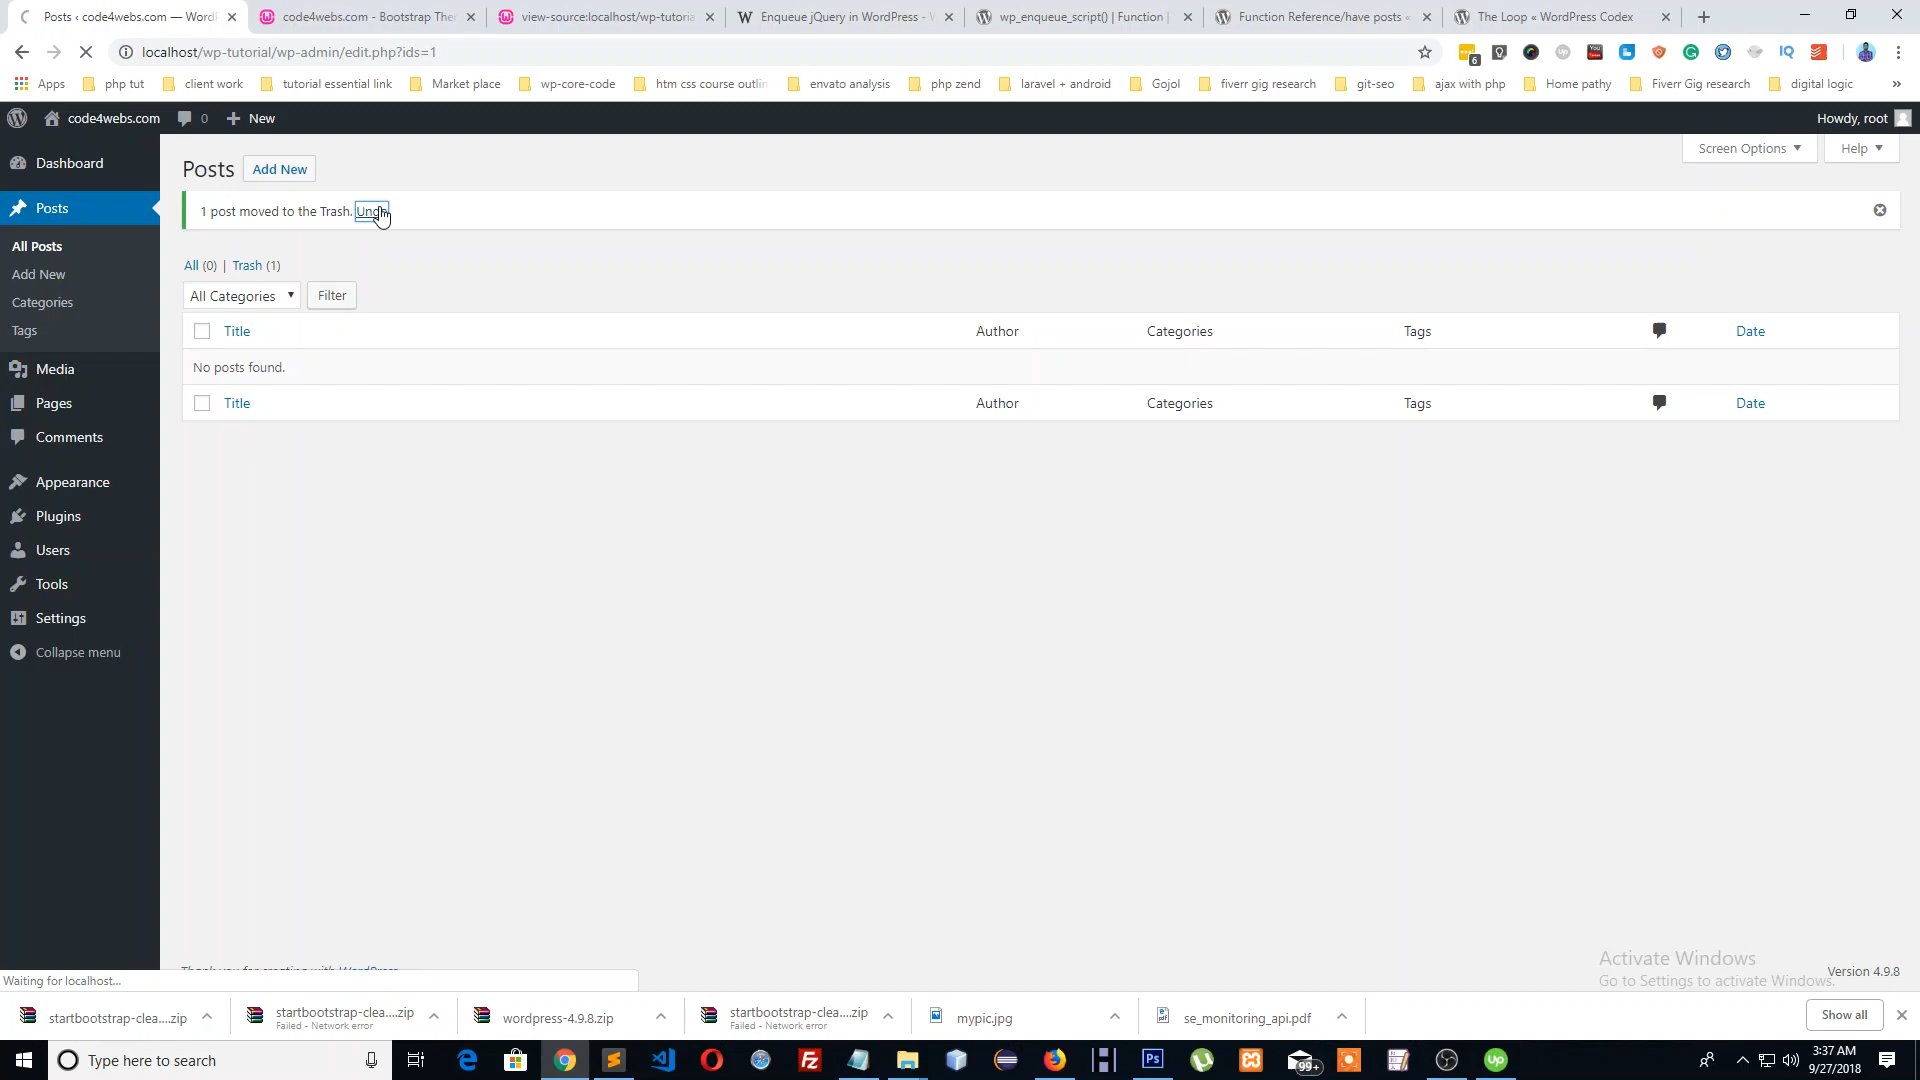 Posts ‹ code4webs.com — Word
code4webs.com - Bootstrap The
view-source:localhost/wp-tutoria
Enqueue jQuery in WordPress -
wp_enqueue_script() | Function |
Function Reference/have posts «
The Loop « WordPress Codex
localhost/wp-tutorial/wp-admin/edit.php?ids=1
Apps
php tut
client work
tutorial essential link
Market place
wp-core-code
htm css course outlin
envato analysis
php zend
laravel + android
Gojol
fiverr gig research
git-seo
ajax with php
Home pathy
Fiverr Gig research
digital logic
»
code4webs.com
0
New
Howdy, root
Dashboard
Posts
All Posts
Add New
Categories
Tags
Media
Pages
Comments
Appearance
Plugins
Users
Tools
Settings
Collapse menu
Screen Options
Help
Posts
Add New
1 post moved to the Trash. Undo
All (0) | Trash (1)
All Categories
Filter
Title Author Categories Tags Date
No posts found.
Title Author Categories Tags Date
Activate Windows
Go to Settings to activate Windows.
Version 4.9.8
Waiting for localhost...
startbootstrap-clea....zip
startbootstrap-clea....zip
Failed - Network error
wordpress-4.9.8.zip
startbootstrap-clea....zip
Failed - Network error
mypic.jpg
se_monitoring_api.pdf
Show all
Type here to search
99+
3:37 AM
9/27/2018